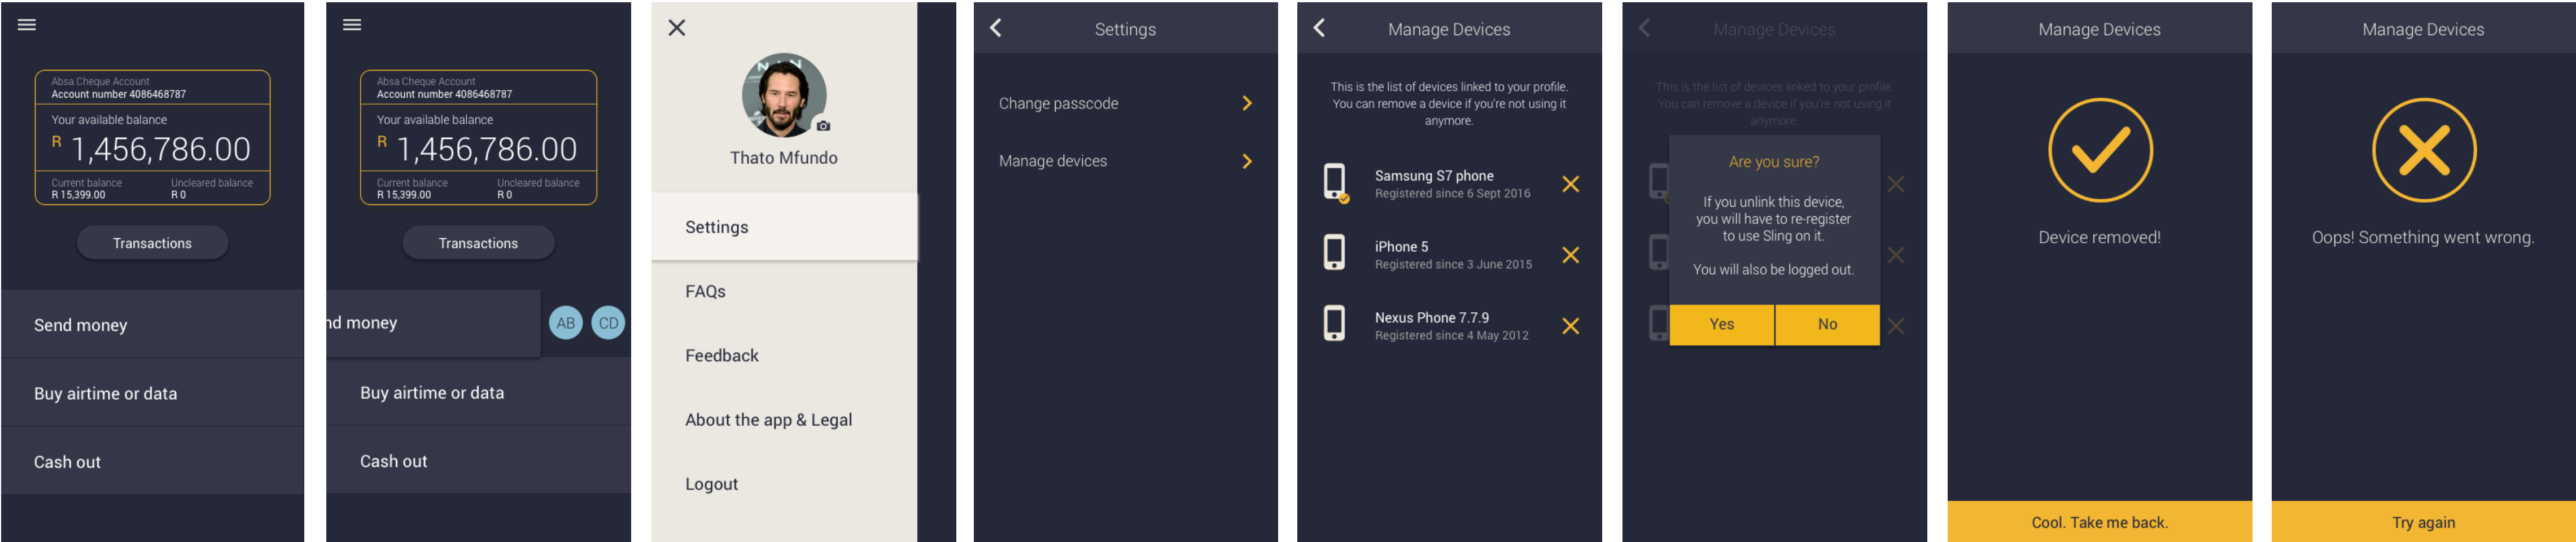 Absa Cheque Account
Account number 4086468787
Your available balance
R 1,456,786.00
Current balance
R 15,399.00
Uncleared balance
R 0
Transactions
Send money
Buy airtime or data
Cash out
Absa Cheque Account
Account number 4086468787
Your available balance
R 1,456,786.00
Current balance
R 15,399.00
Uncleared balance
R 0
Transactions
nd money
AB
CD
Buy airtime or data
Cash out
Thato Mfundo
Settings
FAQs
Feedback
About the app & Legal
Logout
Settings
Change passcode
Manage devices
Manage Devices
This is the list of devices linked to your profile.
You can remove a device if you're not using it
anymore.
Samsung S7 phone
Registered since 6 Sept 2016
iPhone 5
Registered since 3 June 2015
Nexus Phone 7.7.9
Registered since 4 May 2012
Manage Devices
This is the list of devices linked to your profile.
You can remove a device if you're not using it
anymore.
Are you sure?
If you unlink this device,
you will have to re-register
to use Sling on it.
You will also be logged out.
Yes
No
Manage Devices
Device removed!
Cool. Take me back.
Manage Devices
Oops! Something went wrong.
Try again